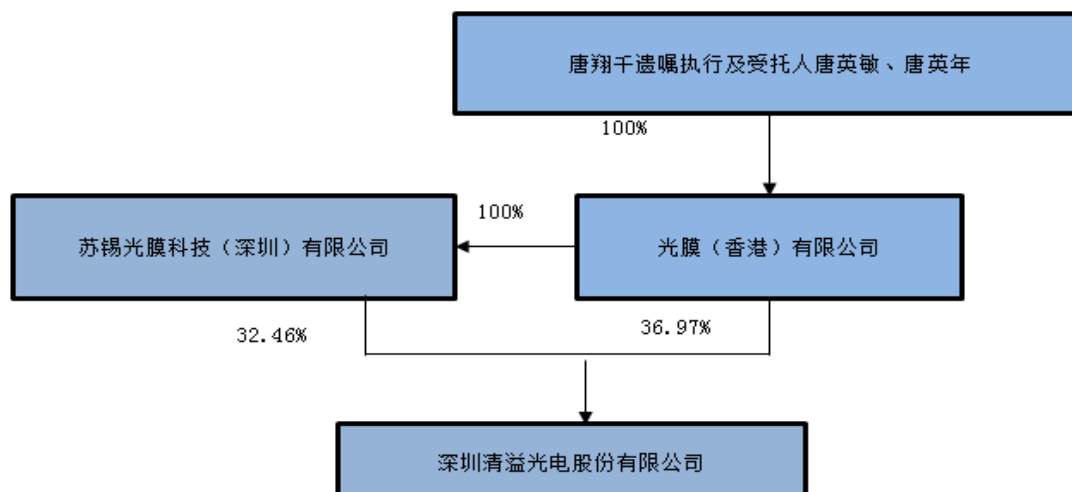 唐翔千遗嘱执行及受托人唐英敏、唐英年
100%
100%
苏锡光膜科技（深圳）有限公司
光膜（香港）有限公司
32.46%
36.97%
深圳清溢光电股份有限公司